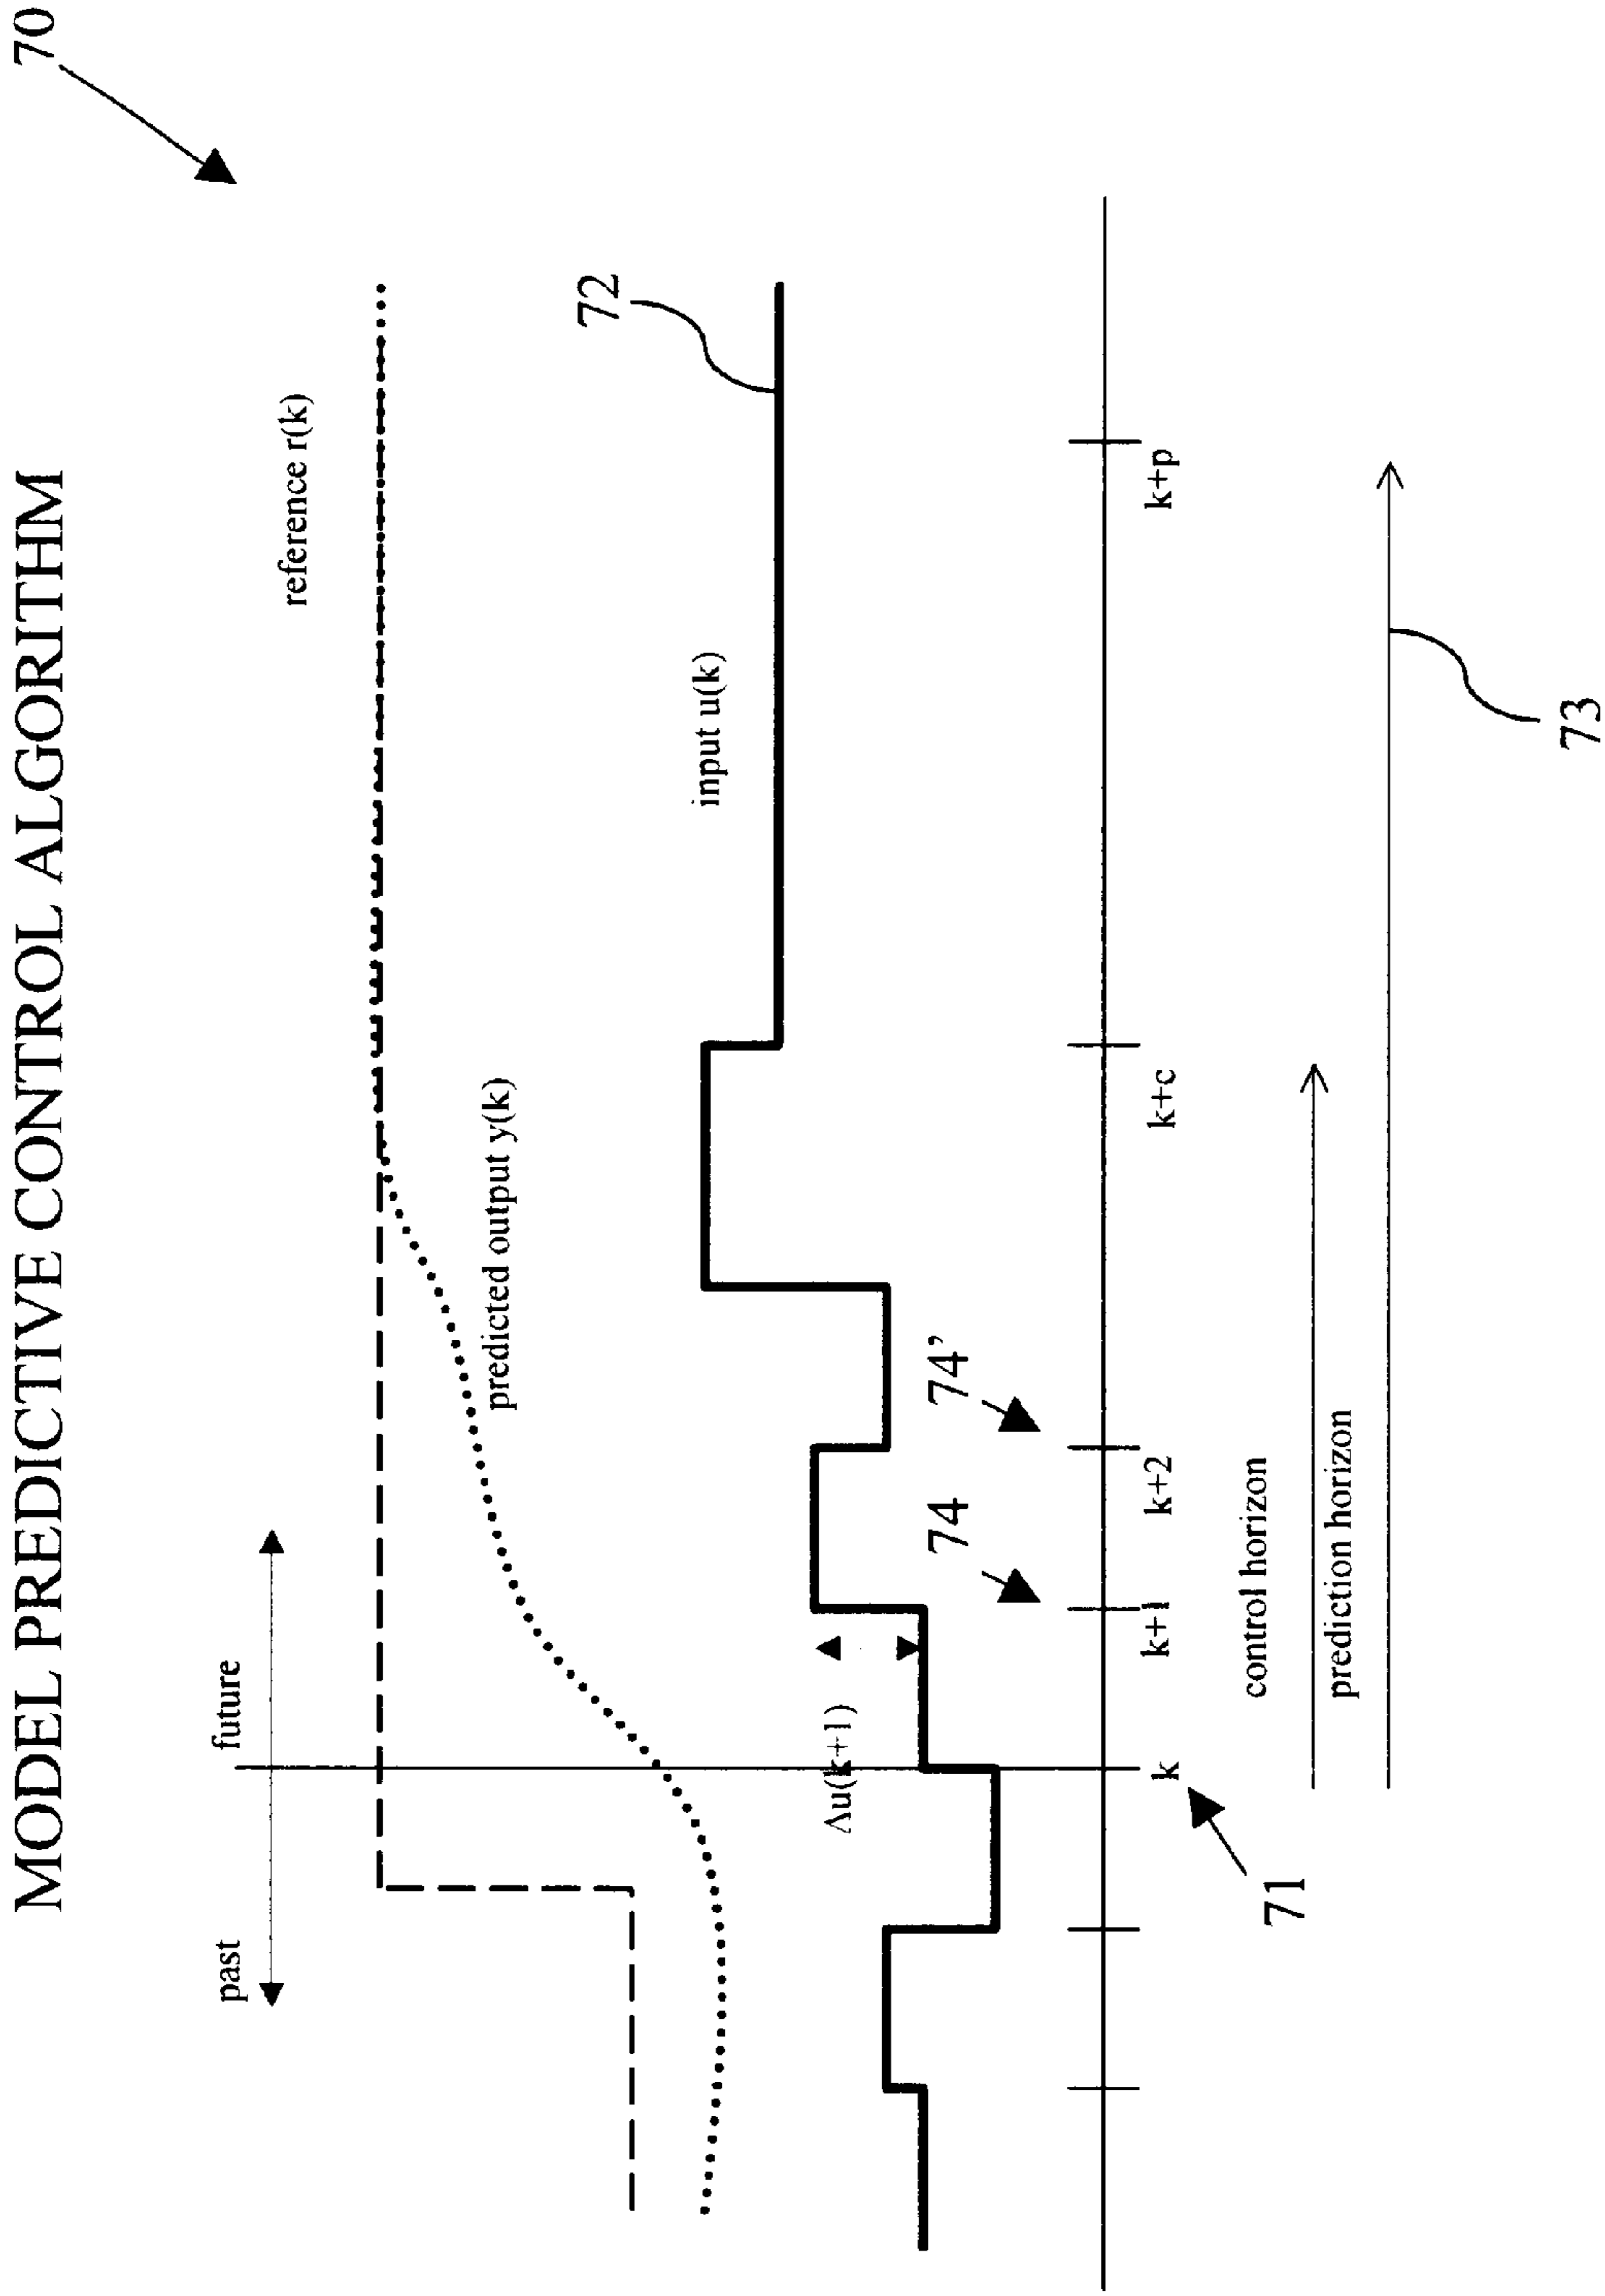 MODEL PREDICTIVE CONTROL ALGORITHM
70
past
future
reference r(k)
predicted output y(k)
72
input u(k)
Δu(k+1)
74
74’
k
k+1
k+2
k+c
k+p
71
control horizon
prediction horizon
73